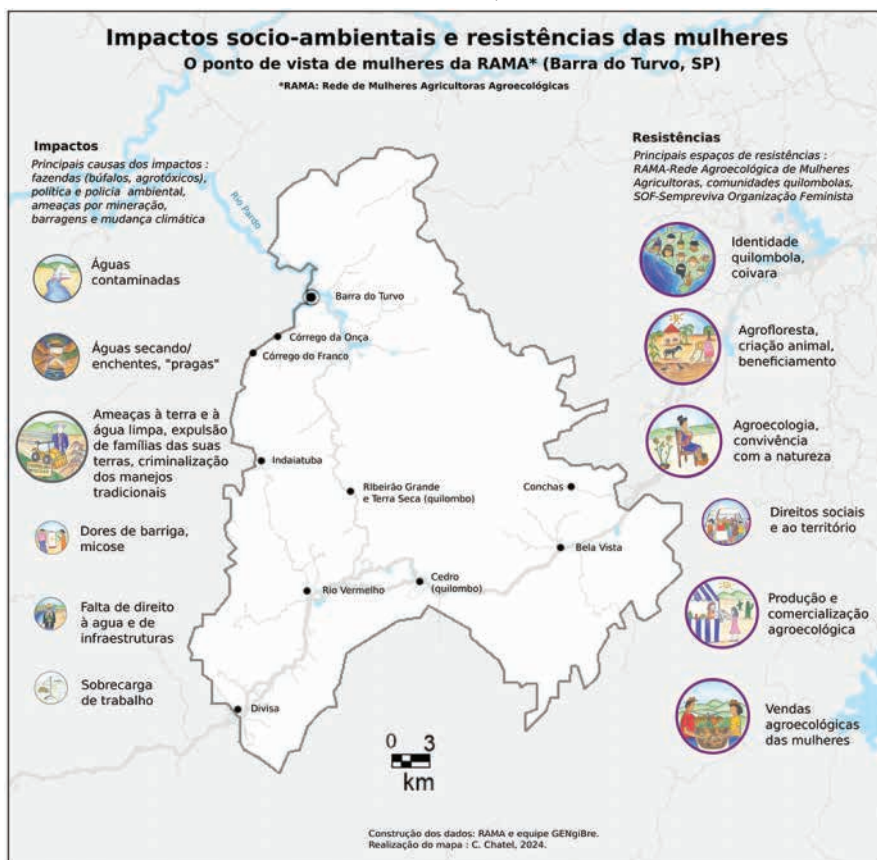 Impactos socio-ambientais e resistências das mulheres
O ponto de vista de mulheres da RAMA* (Barra do Turvo, SP)
*RAMA: Rede de Mulheres Agricultoras Agroecológicas
Impactos
Principais causas dos impactos :
fazendas (búfalos, agrotóxicos),
política e policia ambiental,
ameaças por mineração,
barragens e mudança climática
Águas
contaminadas
Águas secando/
enchentes, "pragas"
Ameaças à terra e à
água limpa, expulsão
de famílias das suas
terras, criminalização
dos manejos
tradicionais
Dores de barriga,
micose
Falta de direito
à agua e de
infraestruturas
Sobrecarga
de trabalho
Rio Pardo
Barra do Turvo
Córrego da Onça
Córrego do Franco
Indaiatuba
Ribeirão Grande
e Terra Seca (quilombo)
Conchas
Bela Vista
Cedro
(quilombo)
Rio Vermelho
Divisa
0 3
km
Resistências
Principais espaços de resistências :
RAMA-Rede Agroecológica de Mulheres
Agricultoras, comunidades quilombolas,
SOF-Sempreviva Organização Feminista
Identidade
quilombola,
coivara
Agrofloresta,
criação animal,
beneficiamento
Agroecologia,
convivência
com a natureza
Direitos sociais
e ao território
Produção e
comercialização
agroecológica
Vendas
agroecológicas
das mulheres
Construção dos dados: RAMA e equipe GENgiBre.
Realização do mapa : C. Chatel, 2024.